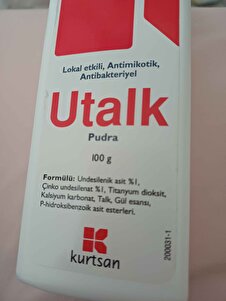 Lokal etkili, Antimikotik,
Antibakteriyel
Utalk
Pudra
100 g
Formülü: Undesilenik asit %1,
Çinko undesilenat %1, Titanyum dioksit,
Kalsiyum karbonat, Talk, Gül esansı,
P-hidroksibenzoik asit esterleri.
kurtsan
200031-1